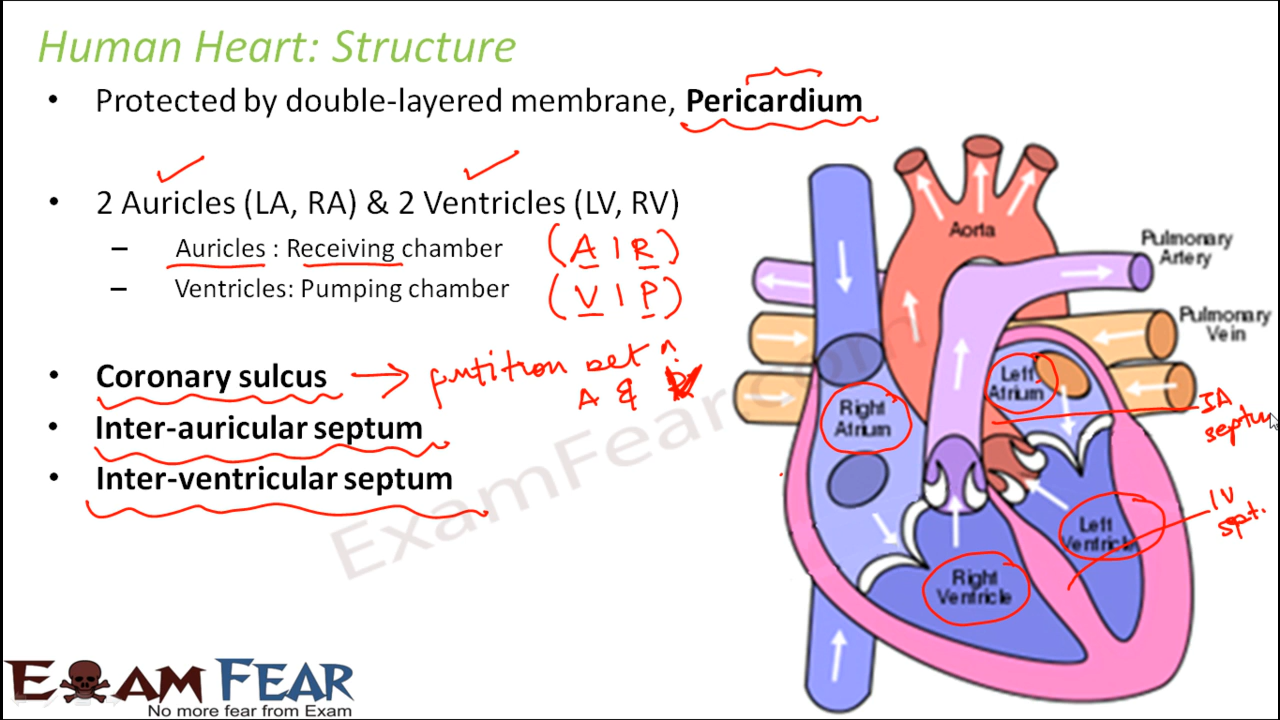 Human Heart: Structure
• Protected by double-layered membrane, Pericardium
• 2 Auricles (LA, RA) & 2 Ventricles (LV, RV)
– Auricles : Receiving chamber (A | R)
– Ventricles: Pumping chamber (V | P)
• Coronary sulcus → partition bet n:
A &
• Inter-auricular septum
• Inter-ventricular septum
Aorta
Pulmonary
Artery
Pulmonary
Vein
Left
Atrium
Right
Atrium
IA
septum
IV
spt.
Left
Ventricle
Right
Ventricle
ExamFear.com
EXAM FEAR
No more fear from Exam